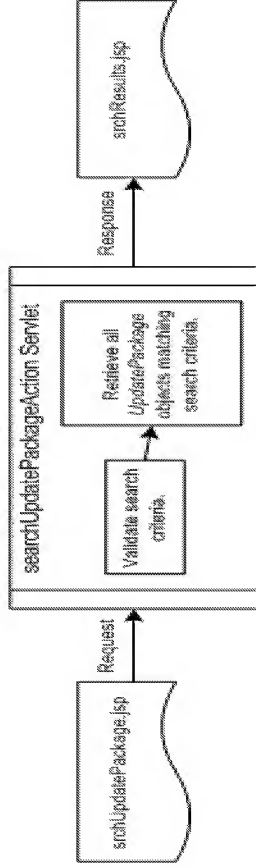 srchUpdatePackage.jsp
Request
searchUpdatePackageAction Servlet
Validate search
criteria.
Retrieve all
UpdatePackage
objects matching
search criteria.
Response
srchResults.jsp